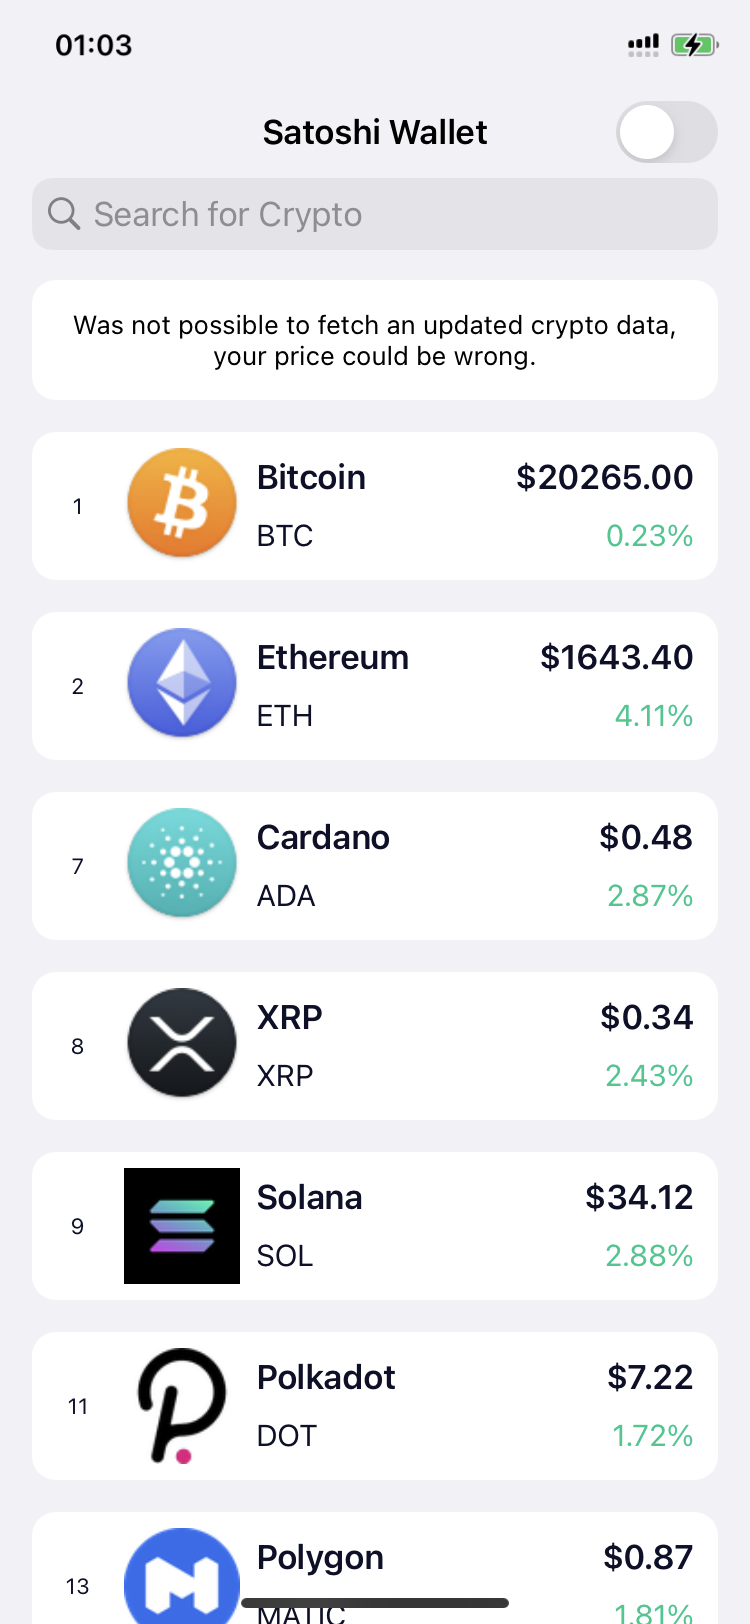 01:03
Satoshi Wallet
Search for Crypto
Was not possible to fetch an updated crypto data,
your price could be wrong.
1
Bitcoin
$20265.00
BTC
0.23%
2
Ethereum
$1643.40
ETH
4.11%
7
Cardano
$0.48
ADA
2.87%
8
XRP
$0.34
XRP
2.43%
9
Solana
$34.12
SOL
2.88%
11
Polkadot
$7.22
DOT
1.72%
13
Polygon
$0.87
MATIC
1.81%